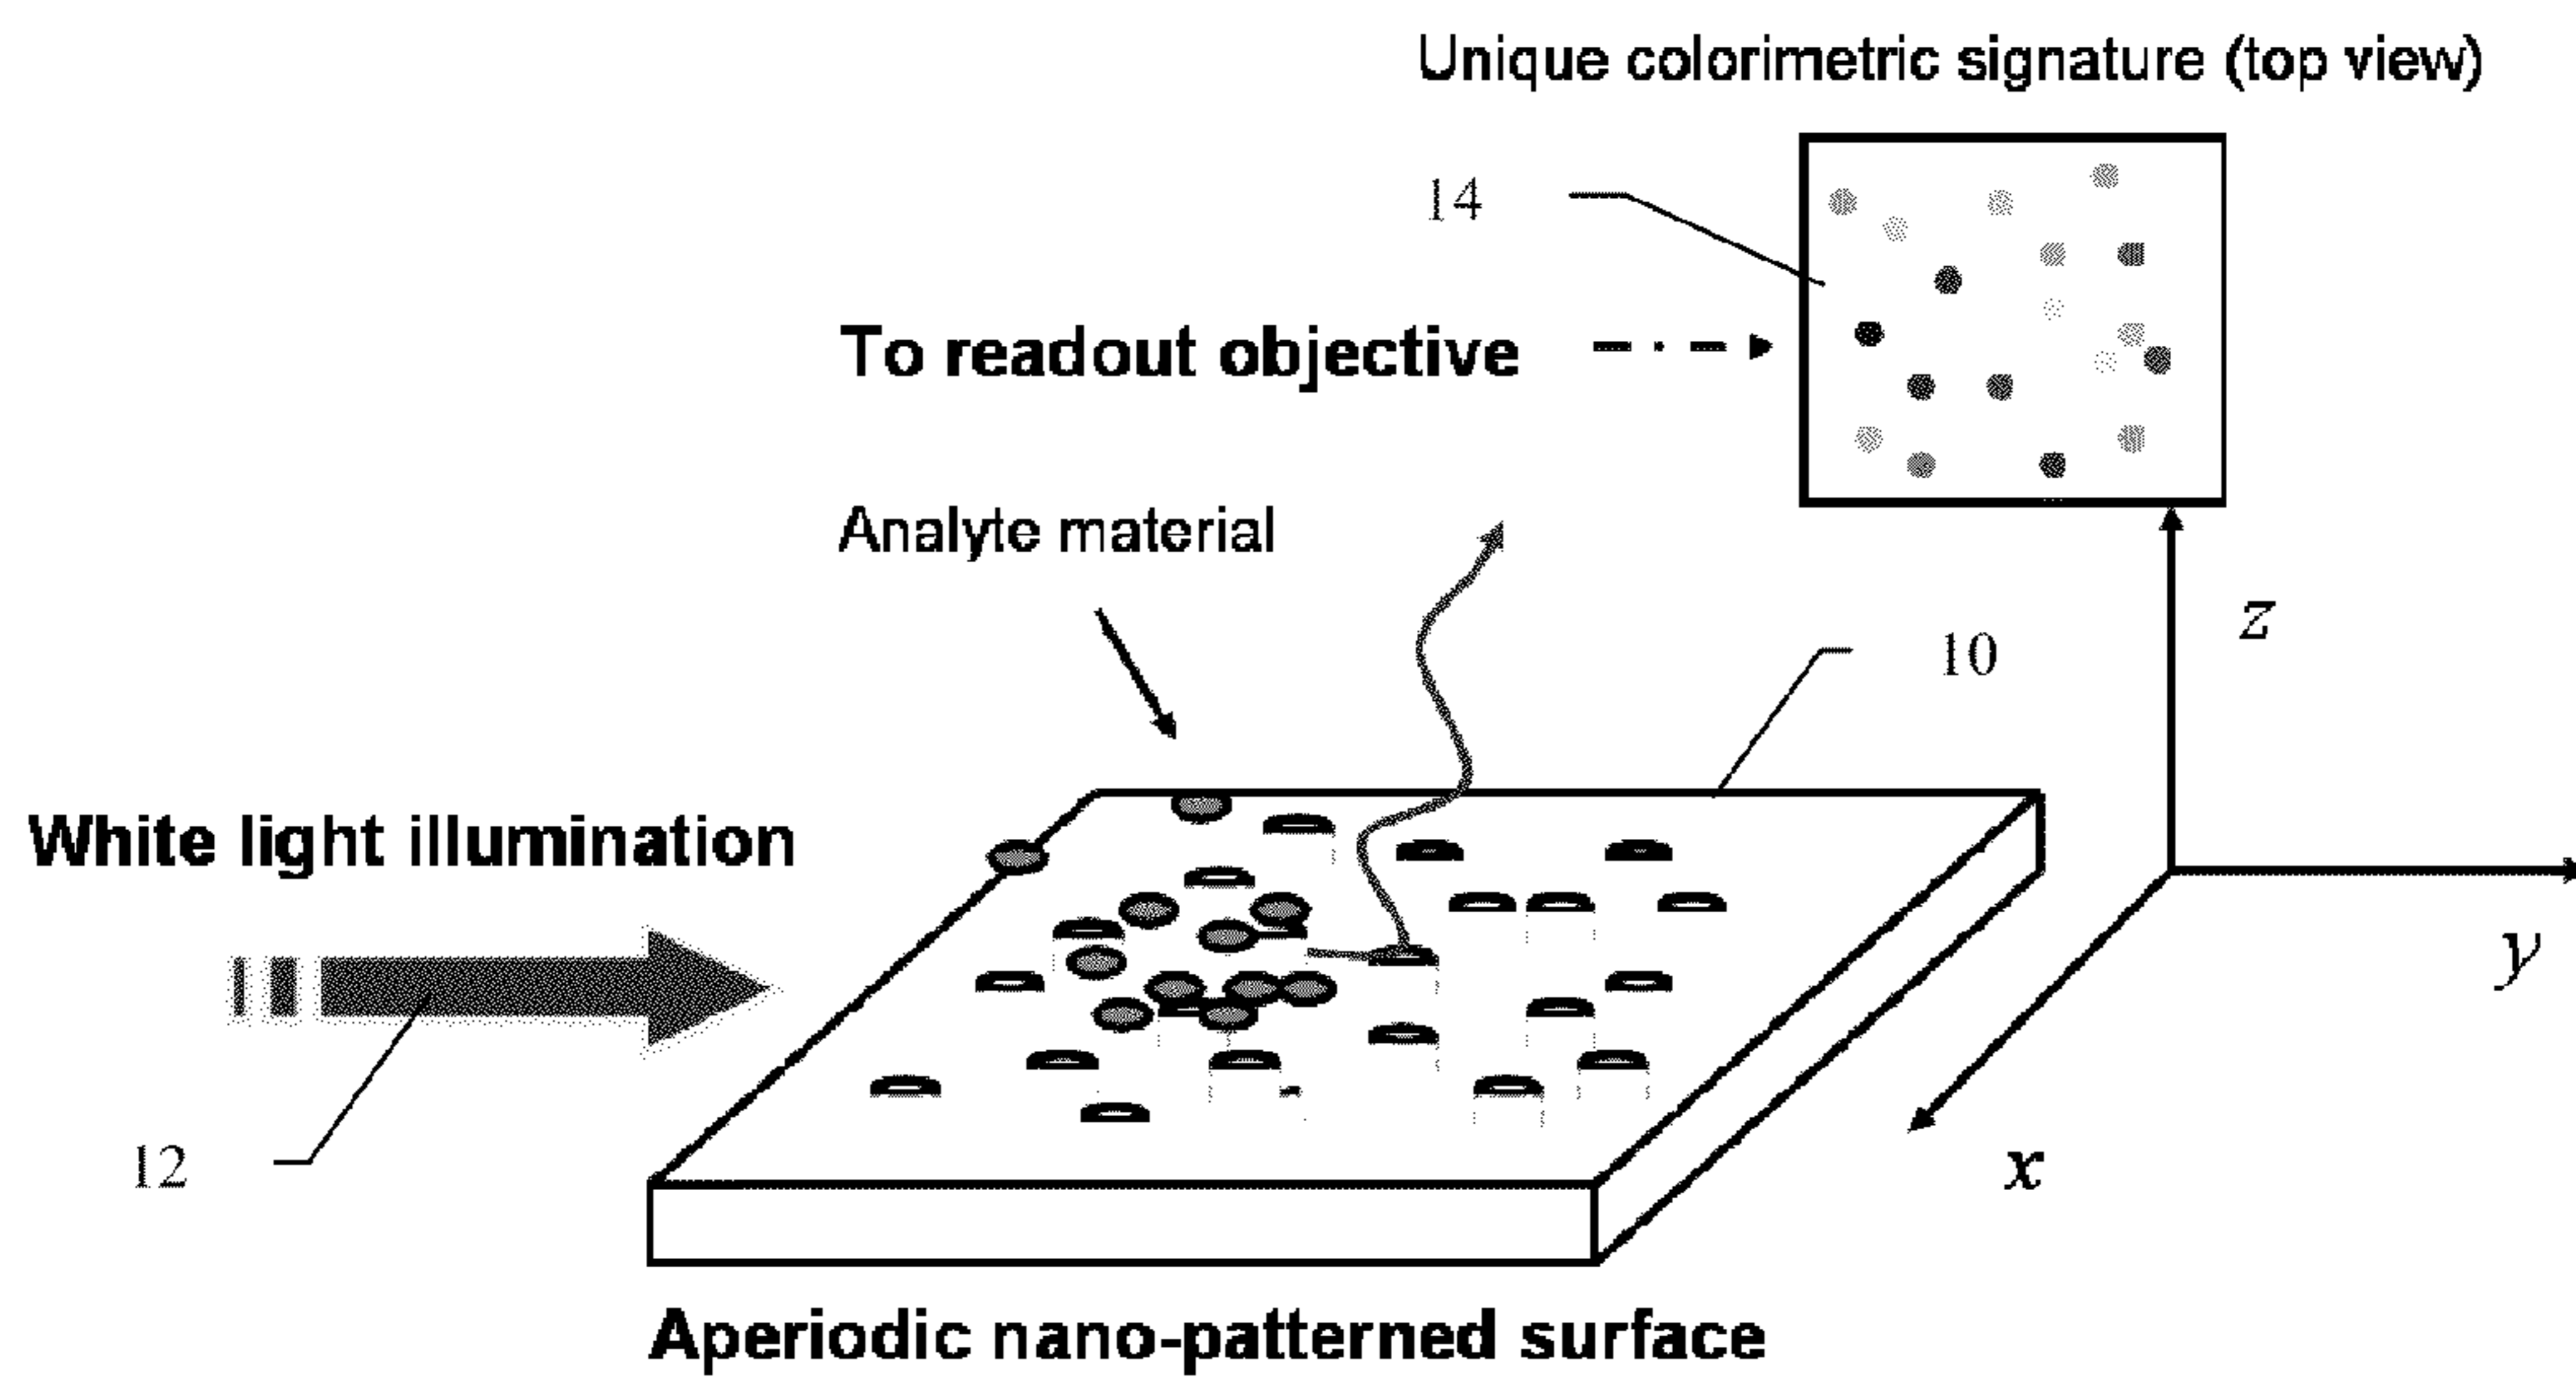 Unique colorimetric signature (top view)
14
To readout objective
Analyte material
z
10
White light illumination
y
12
x
Aperiodic nano-patterned surface